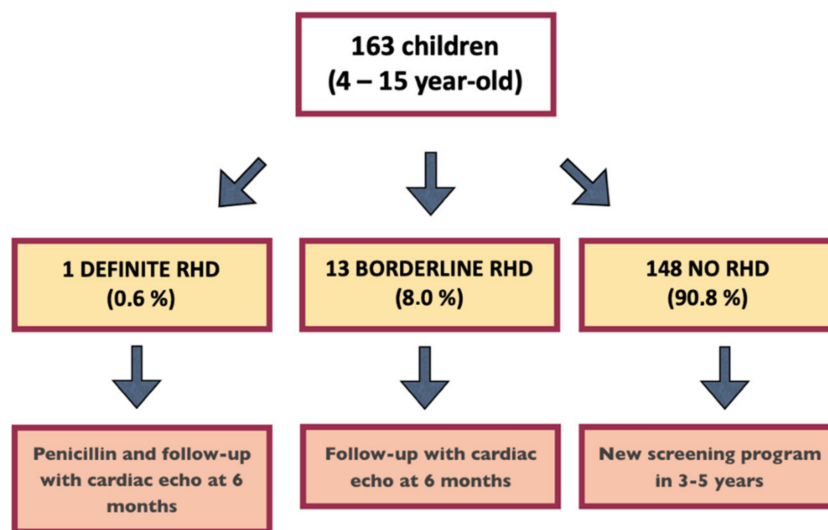 163 children
(4 – 15 year-old)
1 DEFINITE RHD
(0.6 %)
13 BORDERLINE RHD
(8.0 %)
148 NO RHD
(90.8 %)
Penicillin and follow-up
with cardiac echo at 6
months
Follow-up with cardiac
echo at 6 months
New screening program
in 3-5 years